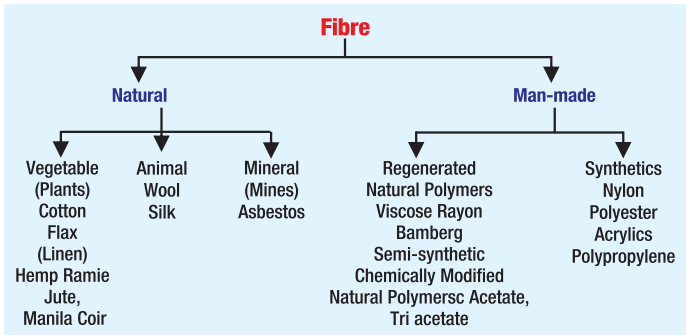 Fibre
Natural
Man-made
Vegetable
(Plants)
Cotton
Flax
(Linen)
Hemp Ramie
Jute,
Manila Coir
Animal
Wool
Silk
Mineral
(Mines)
Asbestos
Regenerated
Natural Polymers
Viscose Rayon
Bamberg
Semi-synthetic
Chemically Modified
Natural Polymersc Acetate,
Tri acetate
Synthetics
Nylon
Polyester
Acrylics
Polypropylene